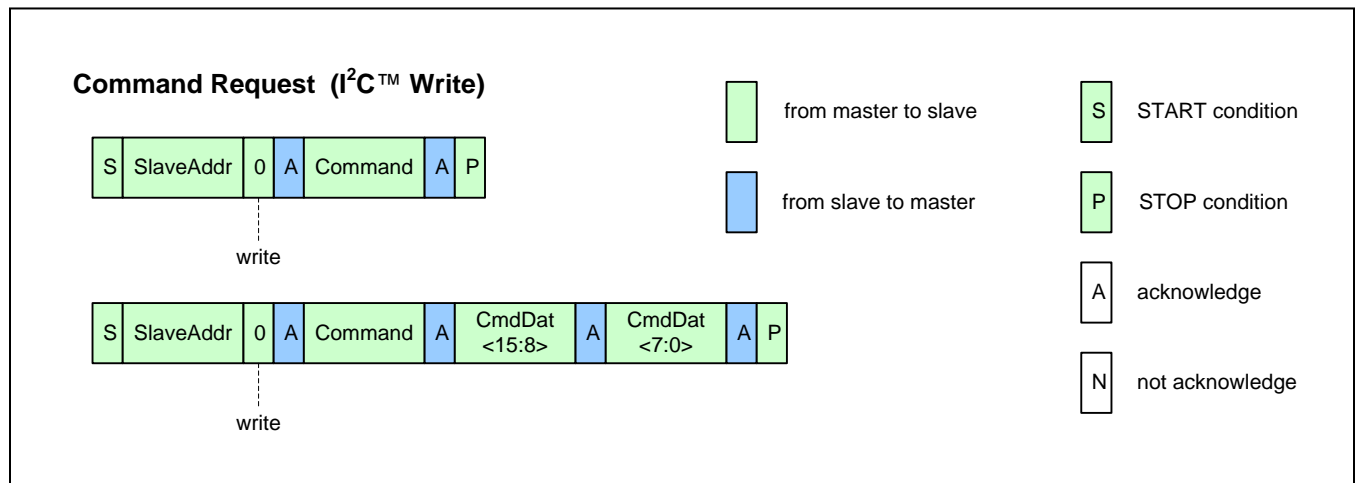 Command Request (I²C™ Write)
from master to slave
S START condition
S SlaveAddr 0 A Command A P
from slave to master
P STOP condition
write
A acknowledge
S SlaveAddr 0 A Command A CmdDat <15:8> A CmdDat <7:0> A P
N not acknowledge
write